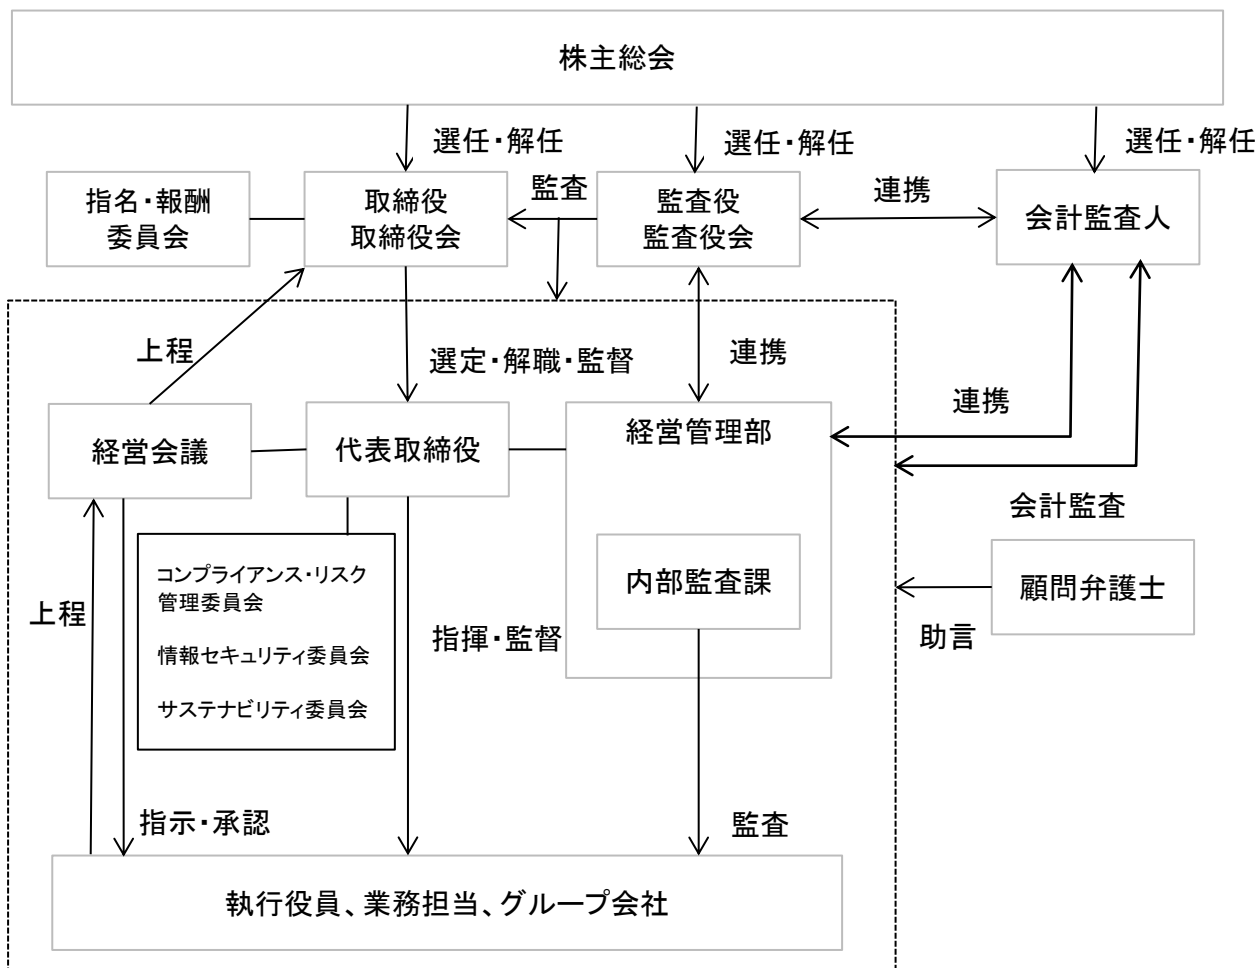 株主総会
選任・解任
選任・解任
選任・解任
指名・報酬
委員会
取締役
取締役会
監査
監査役
監査役会
連携
会計監査人
上程
選定・解職・監督
連携
連携
経営会議
代表取締役
経営管理部
会計監査
コンプライアンス・リスク
管理委員会
情報セキュリティ委員会
サステナビリティ委員会
内部監査課
顧問弁護士
上程
指揮・監督
助言
指示・承認
監査
執行役員、業務担当、グループ会社